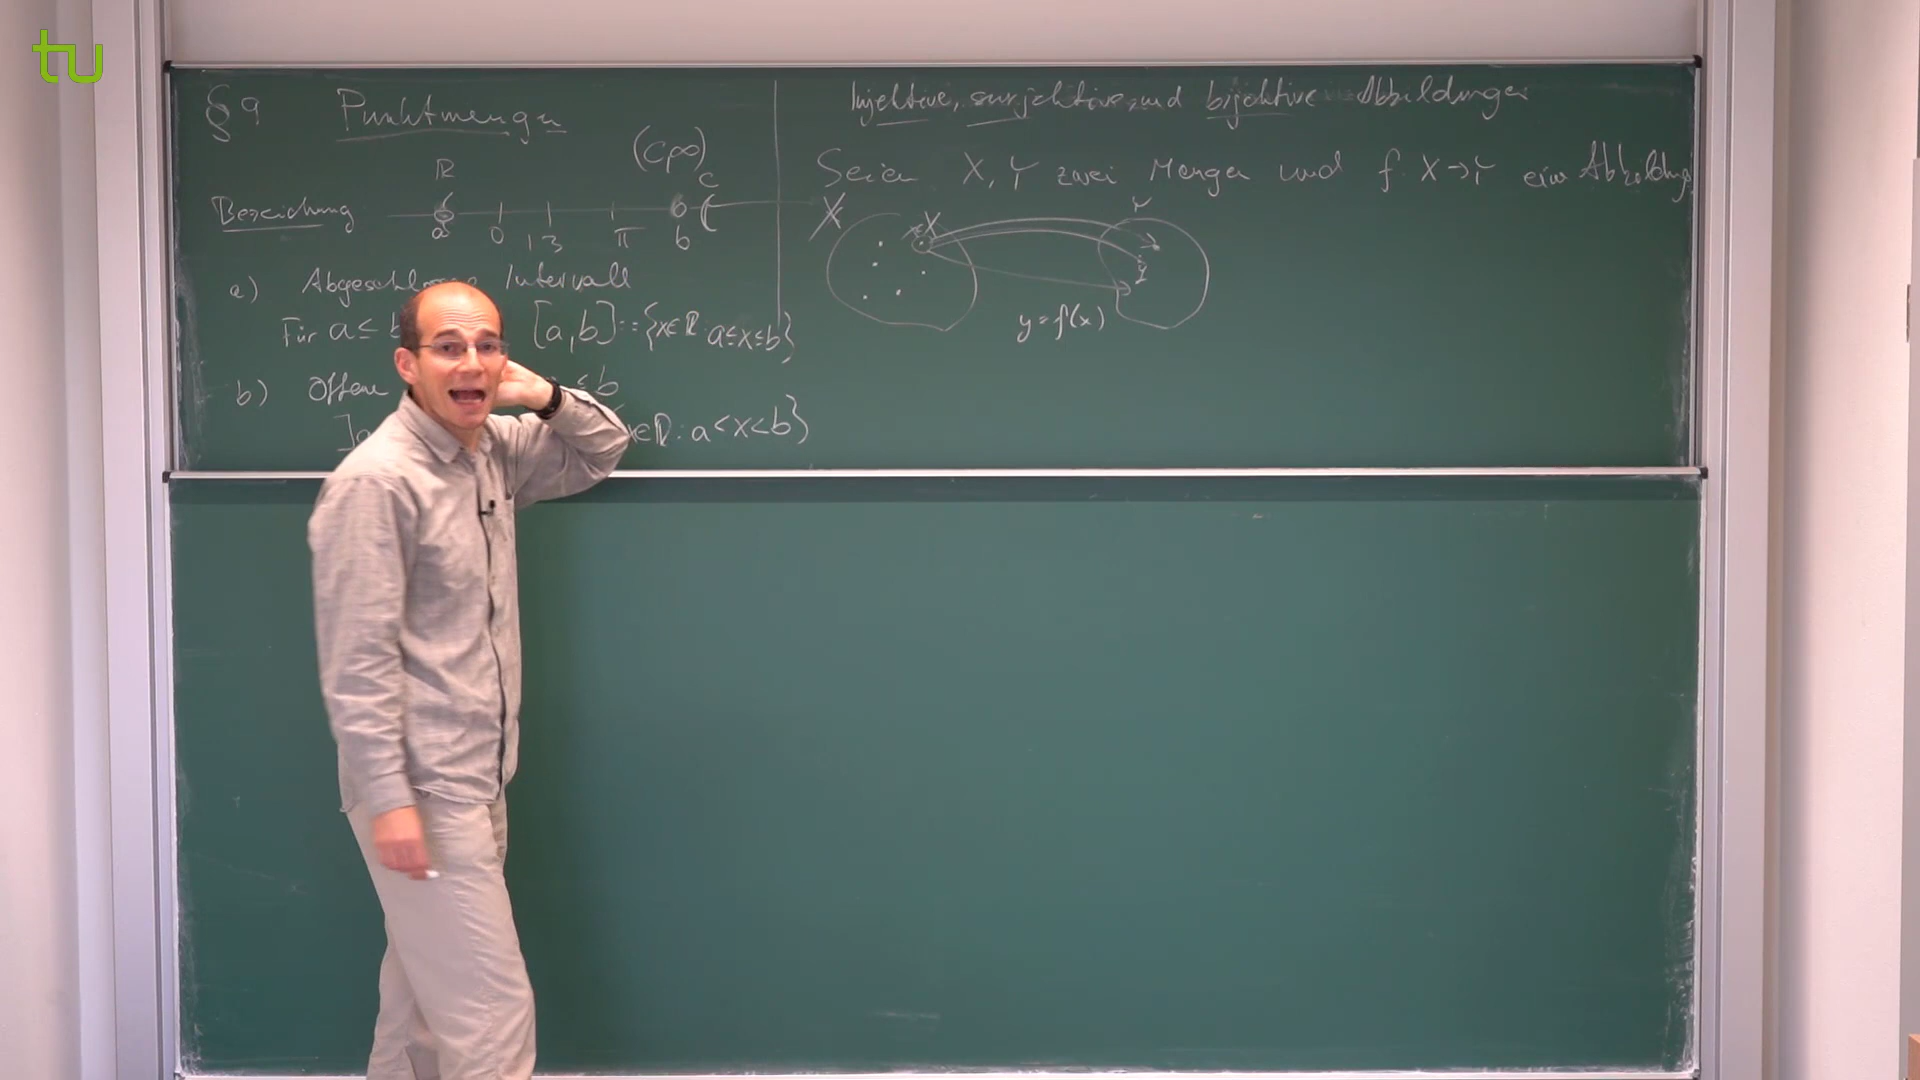 tu
§ 9 Punktmengen
(c,∞)
ℝ c
Bezeichung
a 0 1 3 π b
a) Abgeschlossene Intervall
Für a ≤ b [a,b] := {x∈ℝ: a≤x≤b}
b) Offene ≤ b
]a x∈ℝ: a<x<b}
Injektive, surjektive und bijektive Abbildungen
Seien X, Y zwei Mengen und f: X→Y eine Abbildung
X x Y
y
y = f(x)